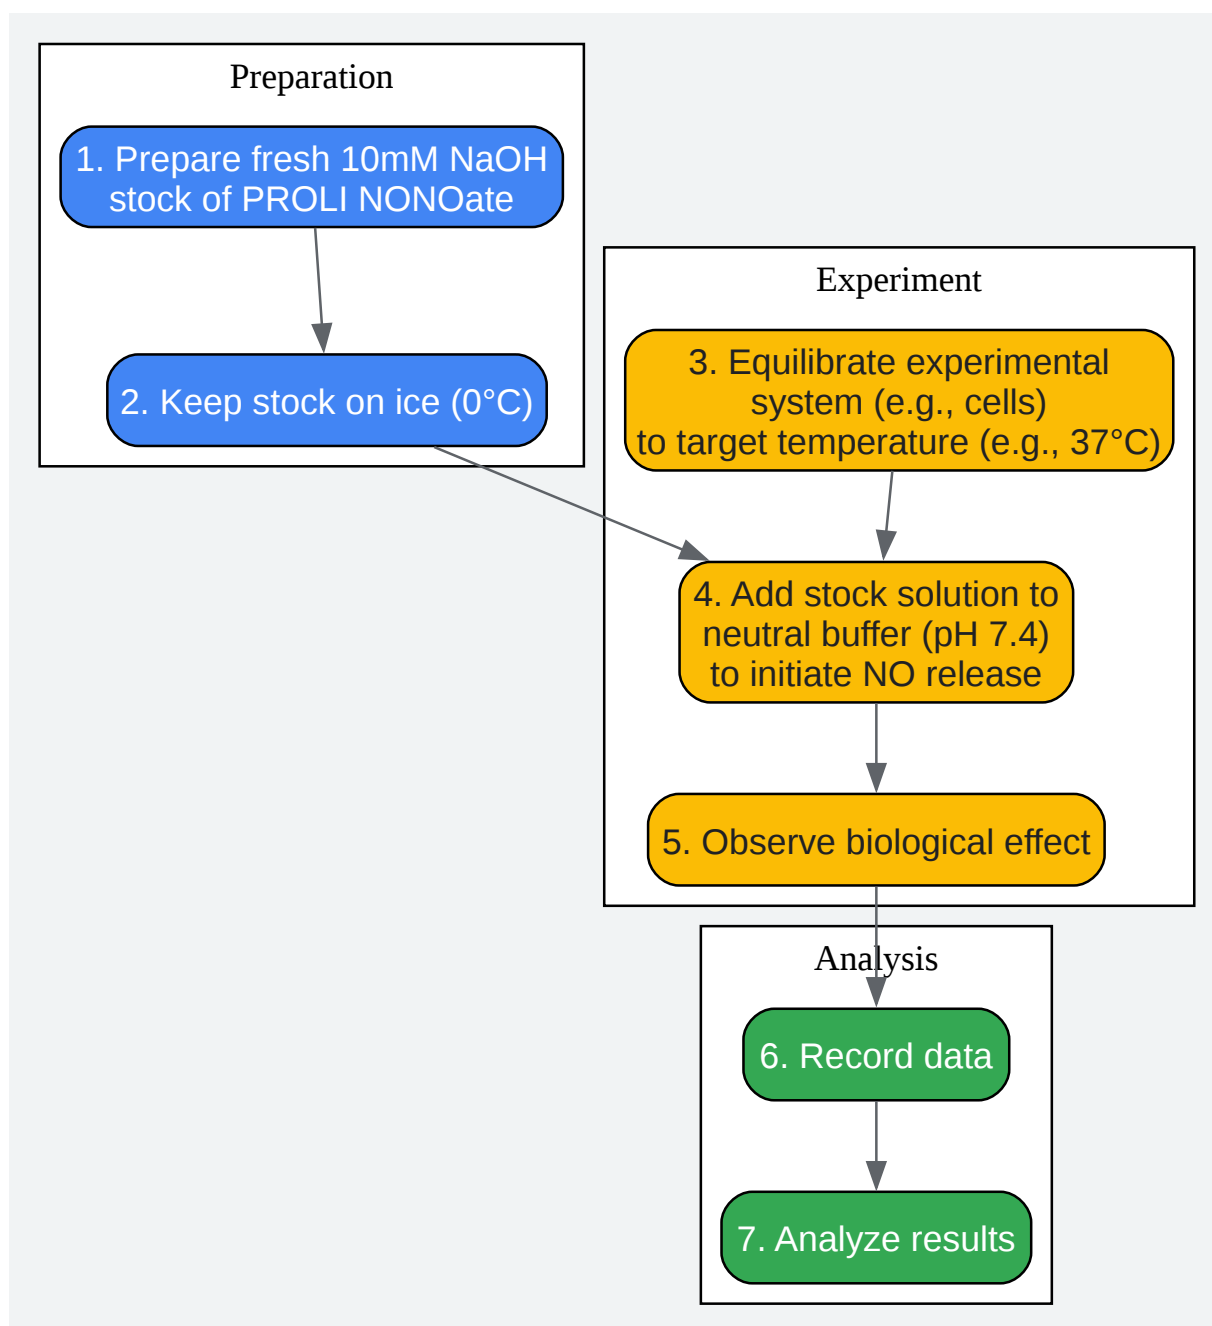 Preparation
1. Prepare fresh 10mM NaOH
stock of PROLI NONOate
2. Keep stock on ice (0°C)
Experiment
3. Equilibrate experimental
system (e.g., cells)
to target temperature (e.g., 37°C)
4. Add stock solution to
neutral buffer (pH 7.4)
to initiate NO release
5. Observe biological effect
Analysis
6. Record data
7. Analyze results